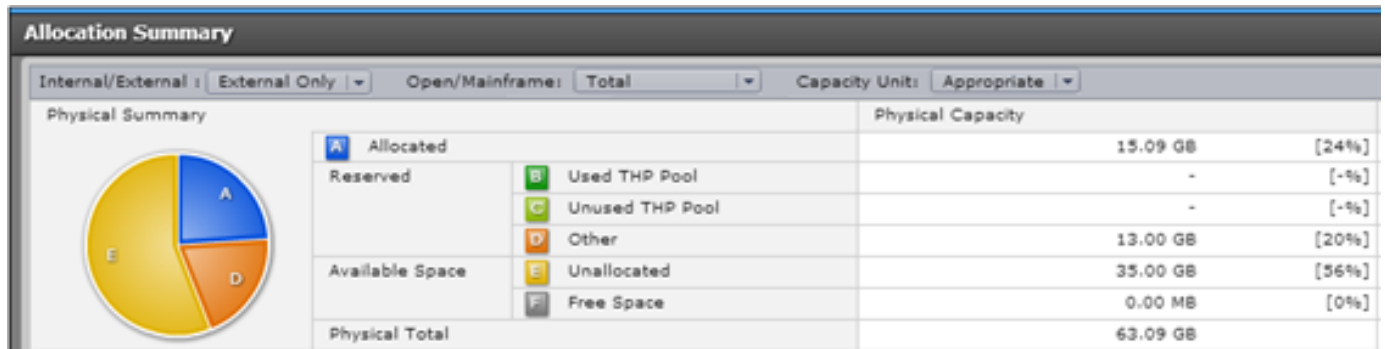 Allocation Summary
Internal/External : External Only Open/Mainframe: Total Capacity Unit: Appropriate
Physical Summary Physical Capacity
A Allocated 15.09 GB [24%]
Reserved B Used THP Pool - [-%]
C Unused THP Pool - [-%]
D Other 13.00 GB [20%]
Available Space E Unallocated 35.00 GB [56%]
F Free Space 0.00 MB [0%]
Physical Total 63.09 GB
A
E
D